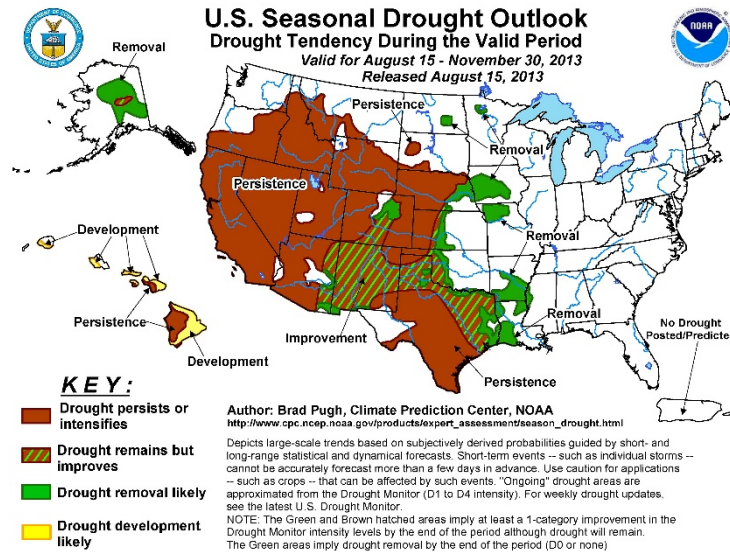 U.S. Seasonal Drought Outlook
Drought Tendency During the Valid Period
Valid for August 15 - November 30, 2013
Released August 15, 2013
NOAA
Removal
Persistence
Removal
Persistence
Development
Removal
Persistence
Improvement
Removal
No Drought
Posted/Predicte
Development
Persistence
KEY:
Drought persists or
intensifies
Drought remains but
improves
Drought removal likely
Drought development
likely
Author: Brad Pugh, Climate Prediction Center, NOAA
http://www.cpc.ncep.noaa.gov/products/expert_assessment/season_drought.html
Depicts large-scale trends based on subjectively derived probabilities guided by short- and
long-range statistical and dynamical forecasts. Short-term events -- such as individual storms --
cannot be accurately forecast more than a few days in advance. Use caution for applications
-- such as crops -- that can be affected by such events. "Ongoing" drought areas are
approximated from the Drought Monitor (D1 to D4 intensity). For weekly drought updates,
see the latest U.S. Drought Monitor.
NOTE: The Green and Brown hatched areas imply at least a 1-category improvement in the
Drought Monitor intensity levels by the end of the period although drought will remain.
The Green areas imply drought removal by the end of the period (D0 or none)